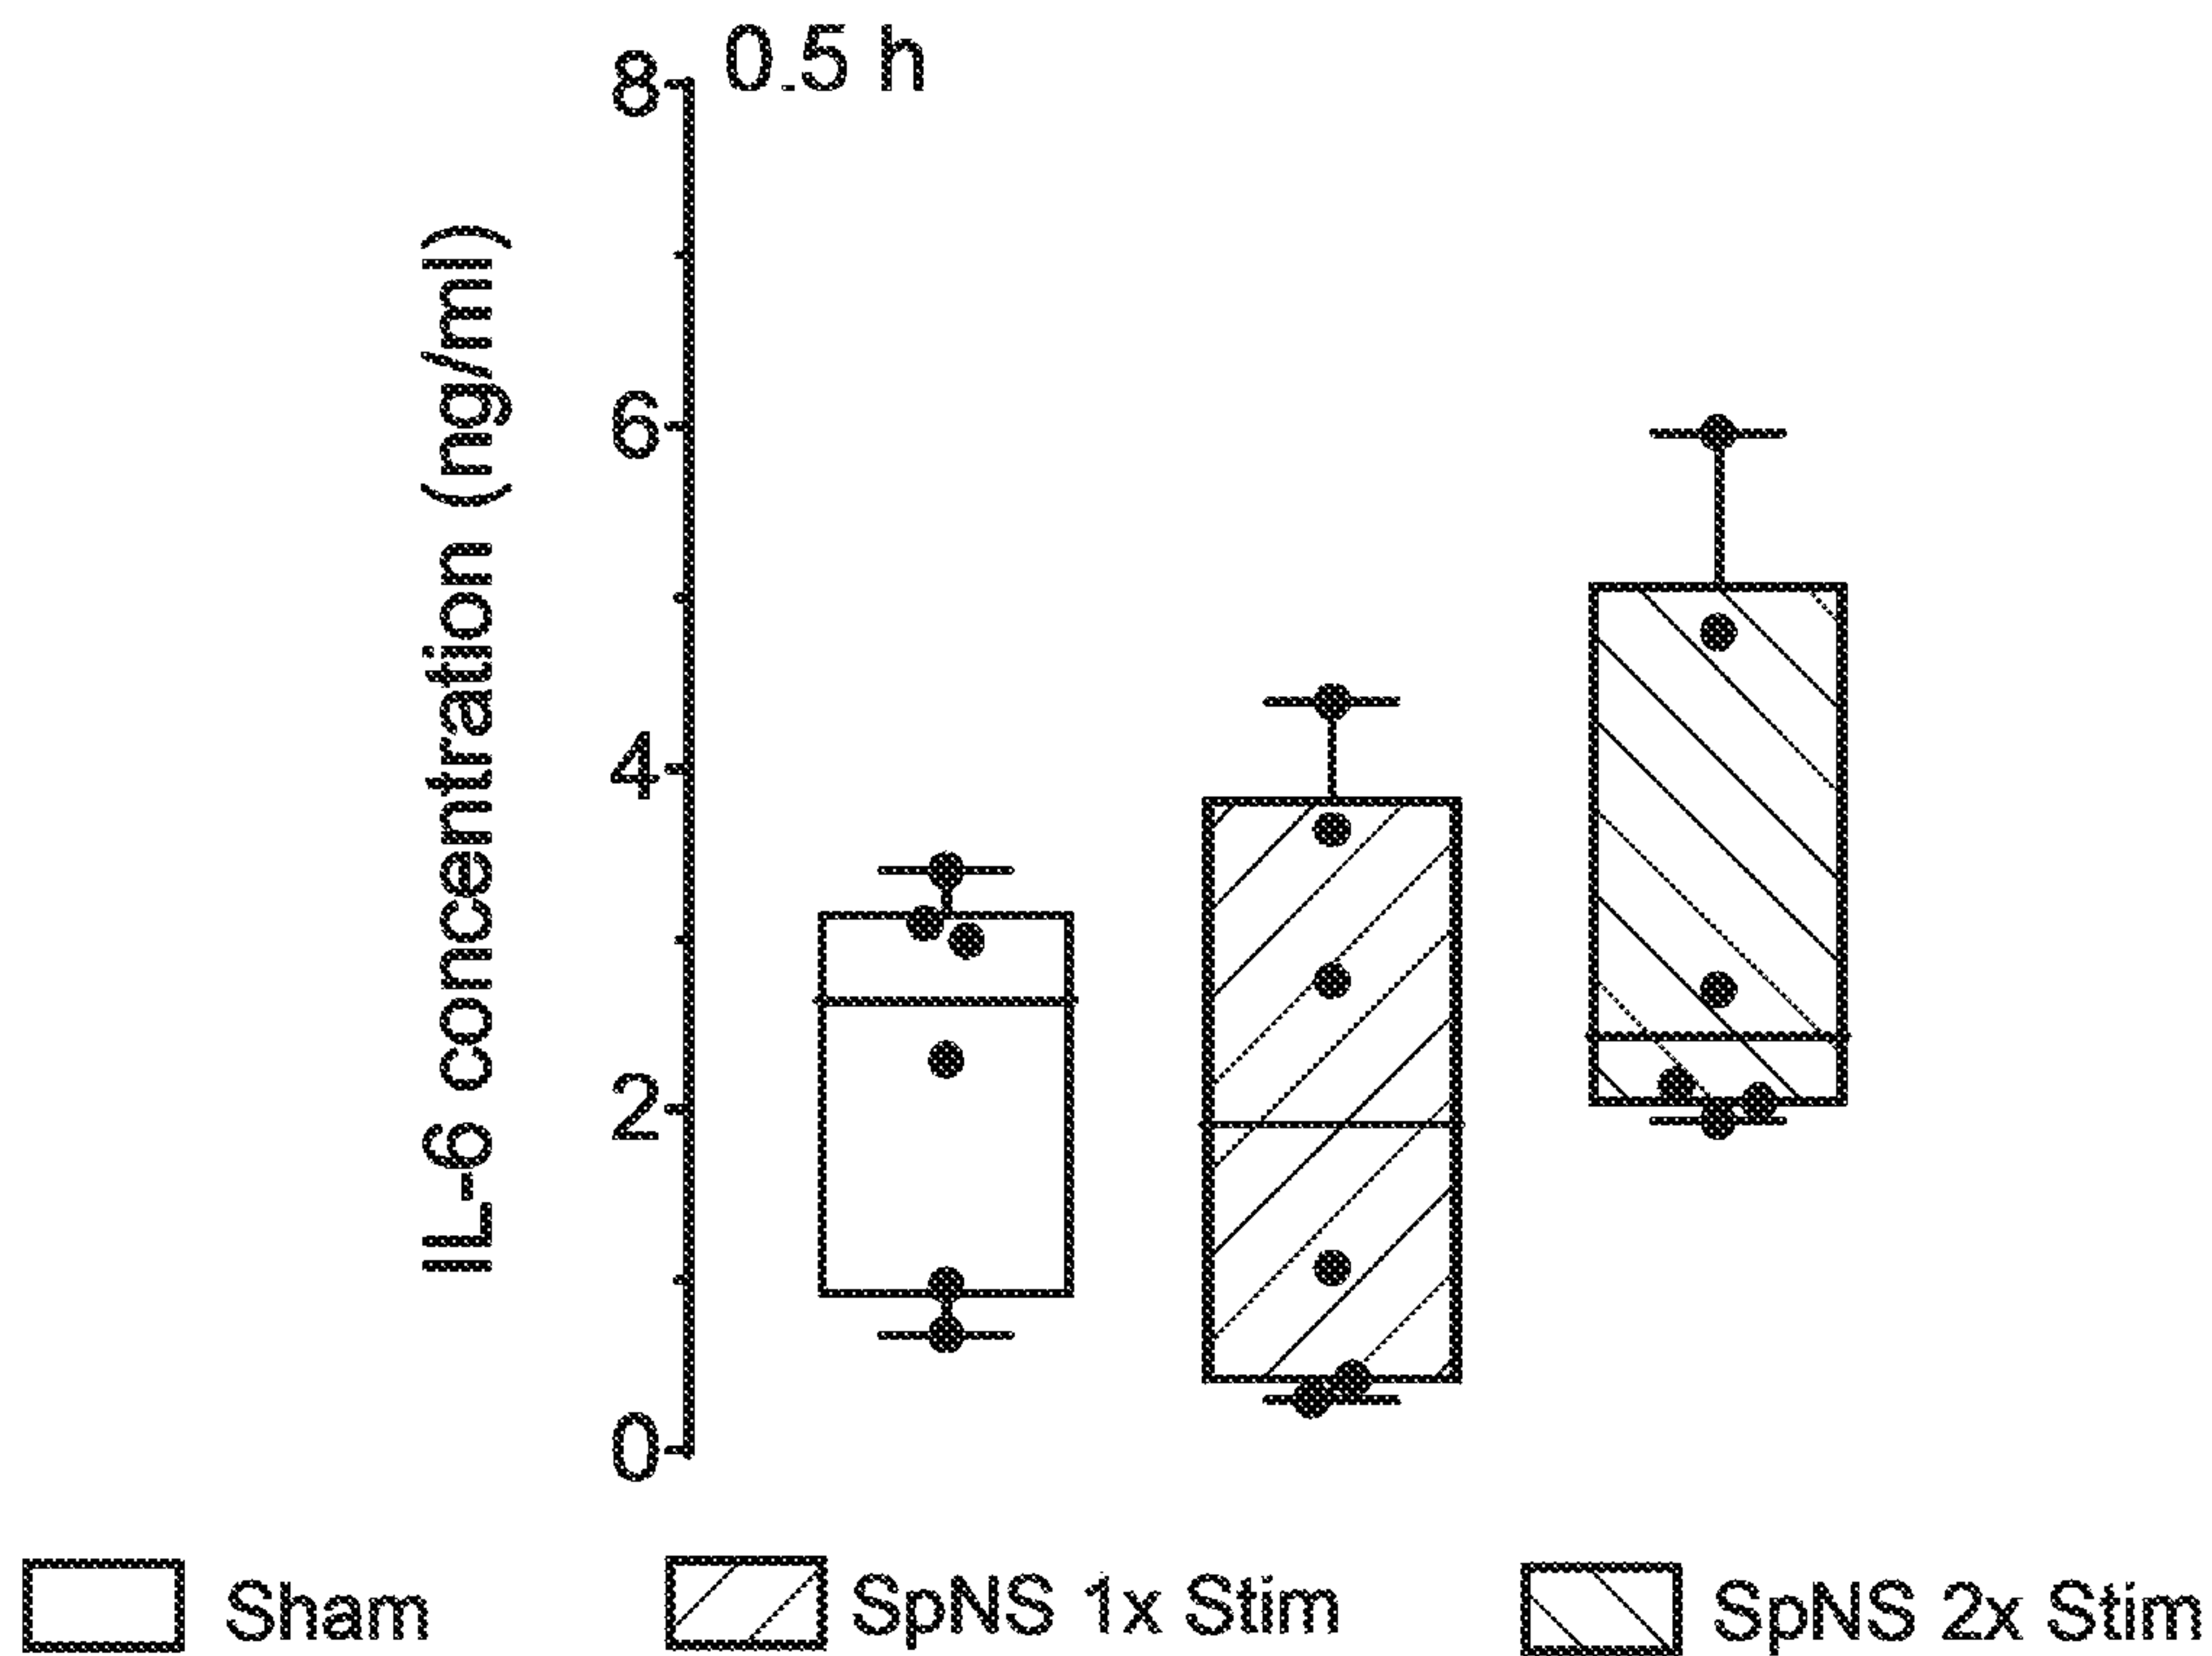 0.5 h
IL-6 concentration (ng/ml)
8
6
4
2
0
Sham
SpNS 1x Stim
SpNS 2x Stim